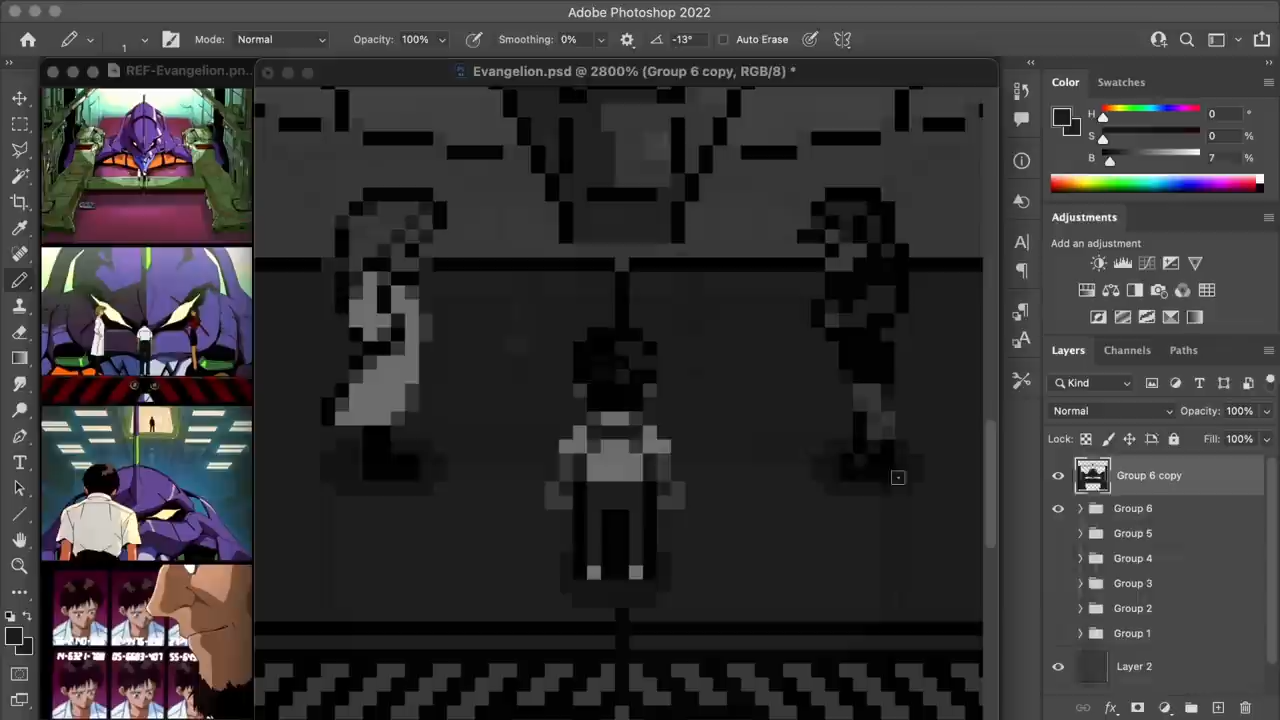 Adobe Photoshop 2022
1
Mode: Normal
Opacity: 100%
Smoothing: 0%
-13°
Auto Erase
REF-Evangelion.pn...
Evangelion.psd @ 2800% (Group 6 copy, RGB/8) *
Color
Swatches
H 0 °
S 0 %
B 7 %
Adjustments
Add an adjustment
Layers
Channels
Paths
Kind
Normal
Opacity: 100%
Lock:
Fill: 100%
Group 6 copy
Group 6
Group 5
Group 4
Group 3
Group 2
Group 1
Layer 2
fx